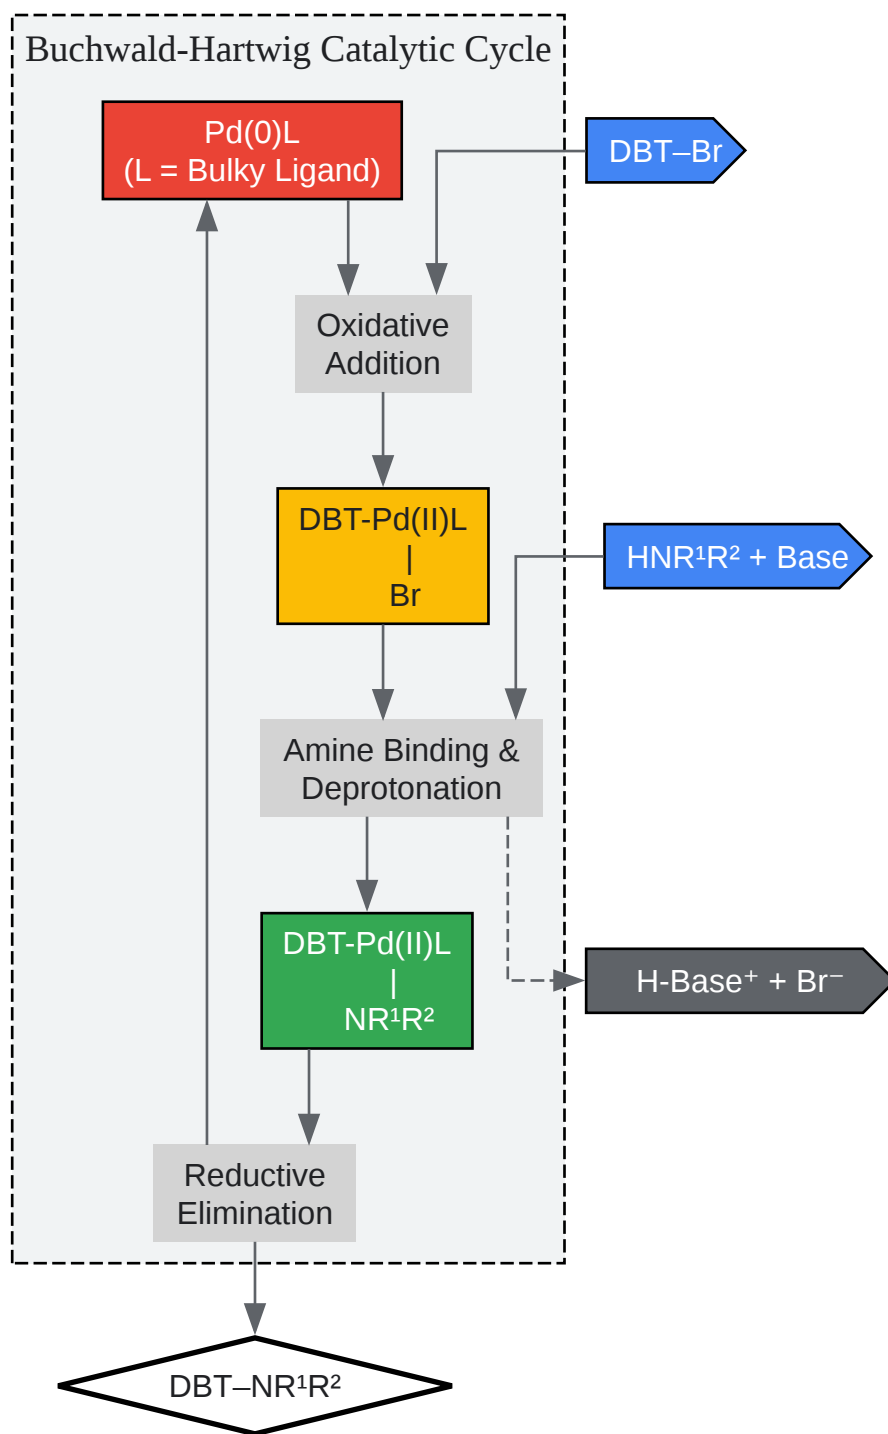 Buchwald-Hartwig Catalytic Cycle
Pd(0)L
(L = Bulky Ligand)
DBT–Br
Oxidative
Addition
DBT-Pd(II)L
|
Br
HNR¹R² + Base
Amine Binding &
Deprotonation
DBT-Pd(II)L
|
NR¹R²
H-Base⁺ + Br⁻
Reductive
Elimination
DBT–NR¹R²